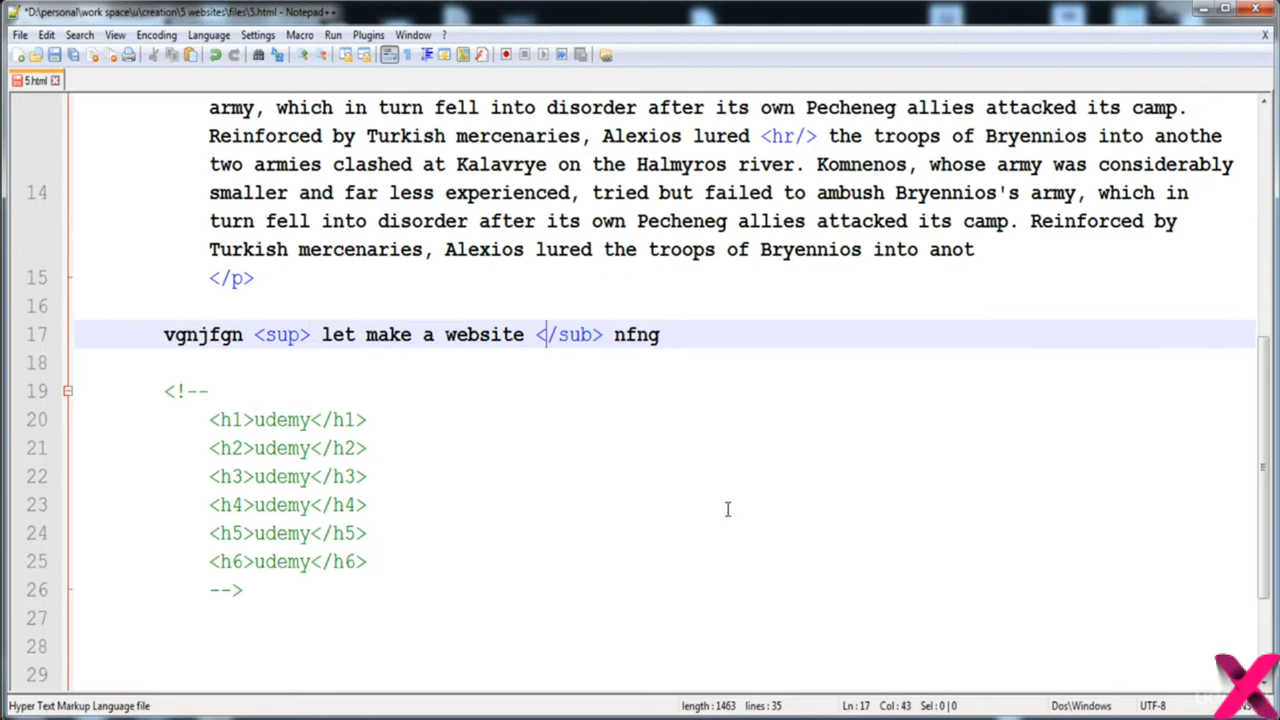 *D:\personal\work space\u\creation\5 websites\files\5.html - Notepad++
File Edit Search View Encoding Language Settings Macro Run Plugins Window ? X
5.html
army, which in turn fell into disorder after its own Pecheneg allies attacked its camp.
Reinforced by Turkish mercenaries, Alexios lured <hr/> the troops of Bryennios into anothe
two armies clashed at Kalavrye on the Halmyros river. Komnenos, whose army was considerably
14 smaller and far less experienced, tried but failed to ambush Bryennios's army, which in
turn fell into disorder after its own Pecheneg allies attacked its camp. Reinforced by
Turkish mercenaries, Alexios lured the troops of Bryennios into anot
15 </p>
16
17 vgnjfgn <sup> let make a website </sub> nfng
18
19 <!--
20 <h1>udemy</h1>
21 <h2>udemy</h2>
22 <h3>udemy</h3>
23 <h4>udemy</h4>
24 <h5>udemy</h5>
25 <h6>udemy</h6>
26 -->
27
28
29
Hyper Text Markup Language file length : 1463 lines : 35 Ln : 17 Col : 43 Sel : 0 | 0 Dos\Windows UTF-8